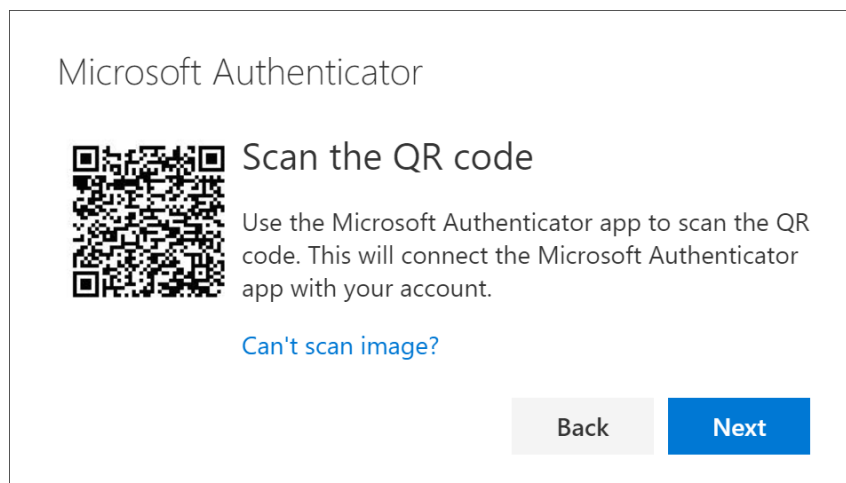 Microsoft Authenticator
Scan the QR code
Use the Microsoft Authenticator app to scan the QR
code. This will connect the Microsoft Authenticator
app with your account.
Can't scan image?
Back
Next